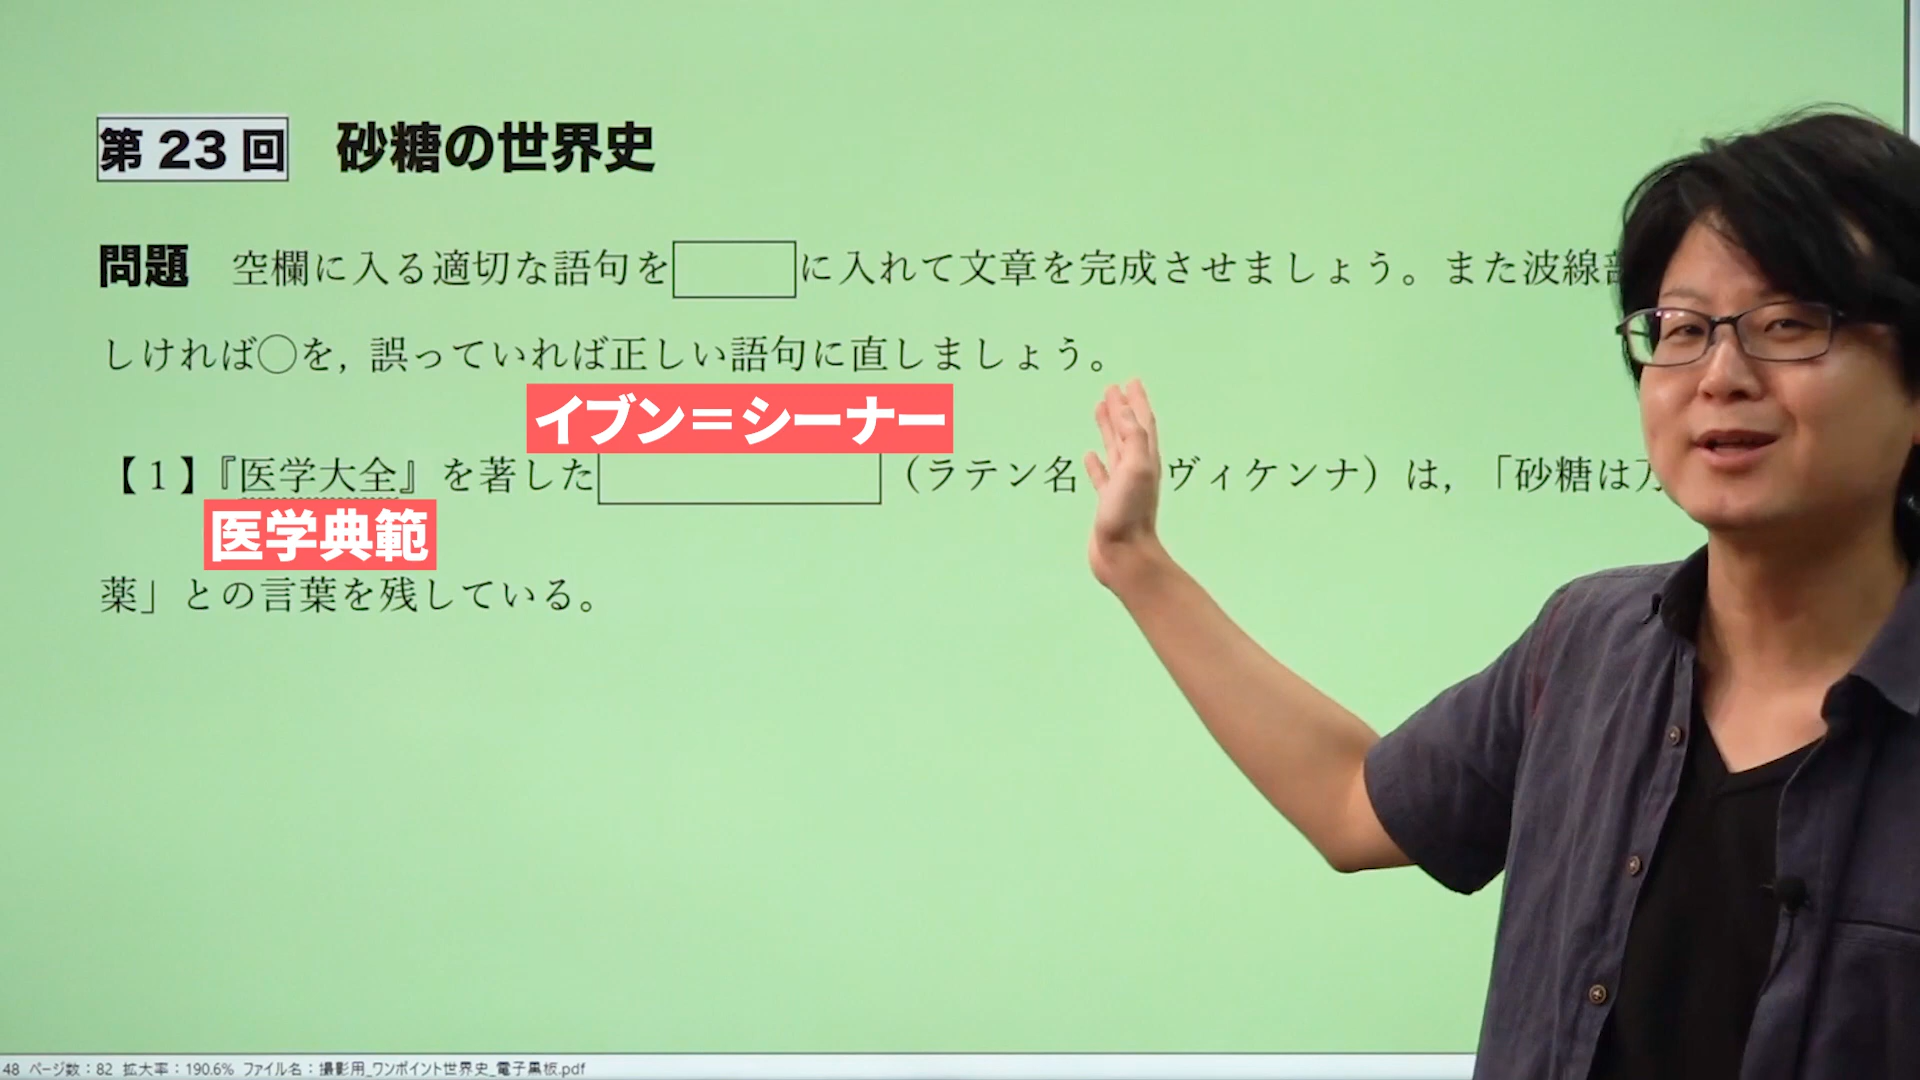 第23回 砂糖の世界史
問題 空欄に入る適切な語句を に入れて文章を完成させましょう。また波線
しければ○を, 誤っていれば正しい語句に直しましょう。
イブン=シーナー
【1】『医学大全』を著した （ラテン名 ヴィケンナ）は, 「砂糖は
医学典範
薬」との言葉を残している。
48 ページ数:82 拡大率:190.6% ファイル名:撮影用_ワンポイント世界史_電子黒板.pdf